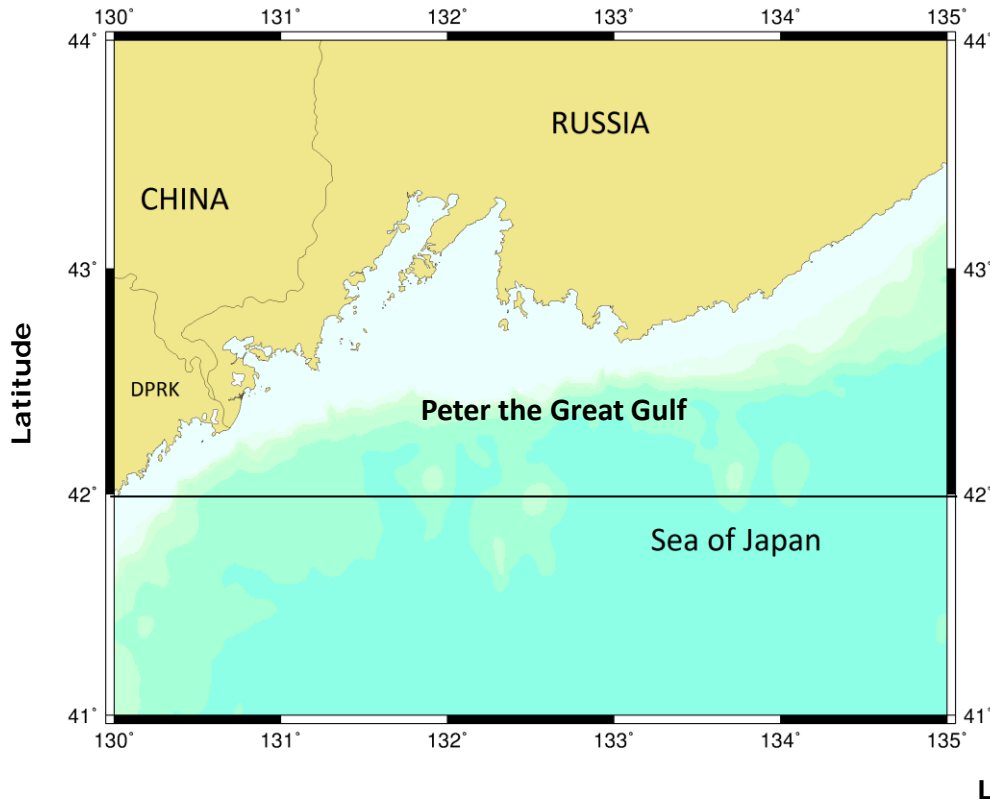 130° 131° 132° 133° 134° 135°
44° 44°
RUSSIA
CHINA
43° 43°
Latitude
DPRK
Peter the Great Gulf
42° 42°
Sea of Japan
41° 41°
130° 131° 132° 133° 134° 135°
L